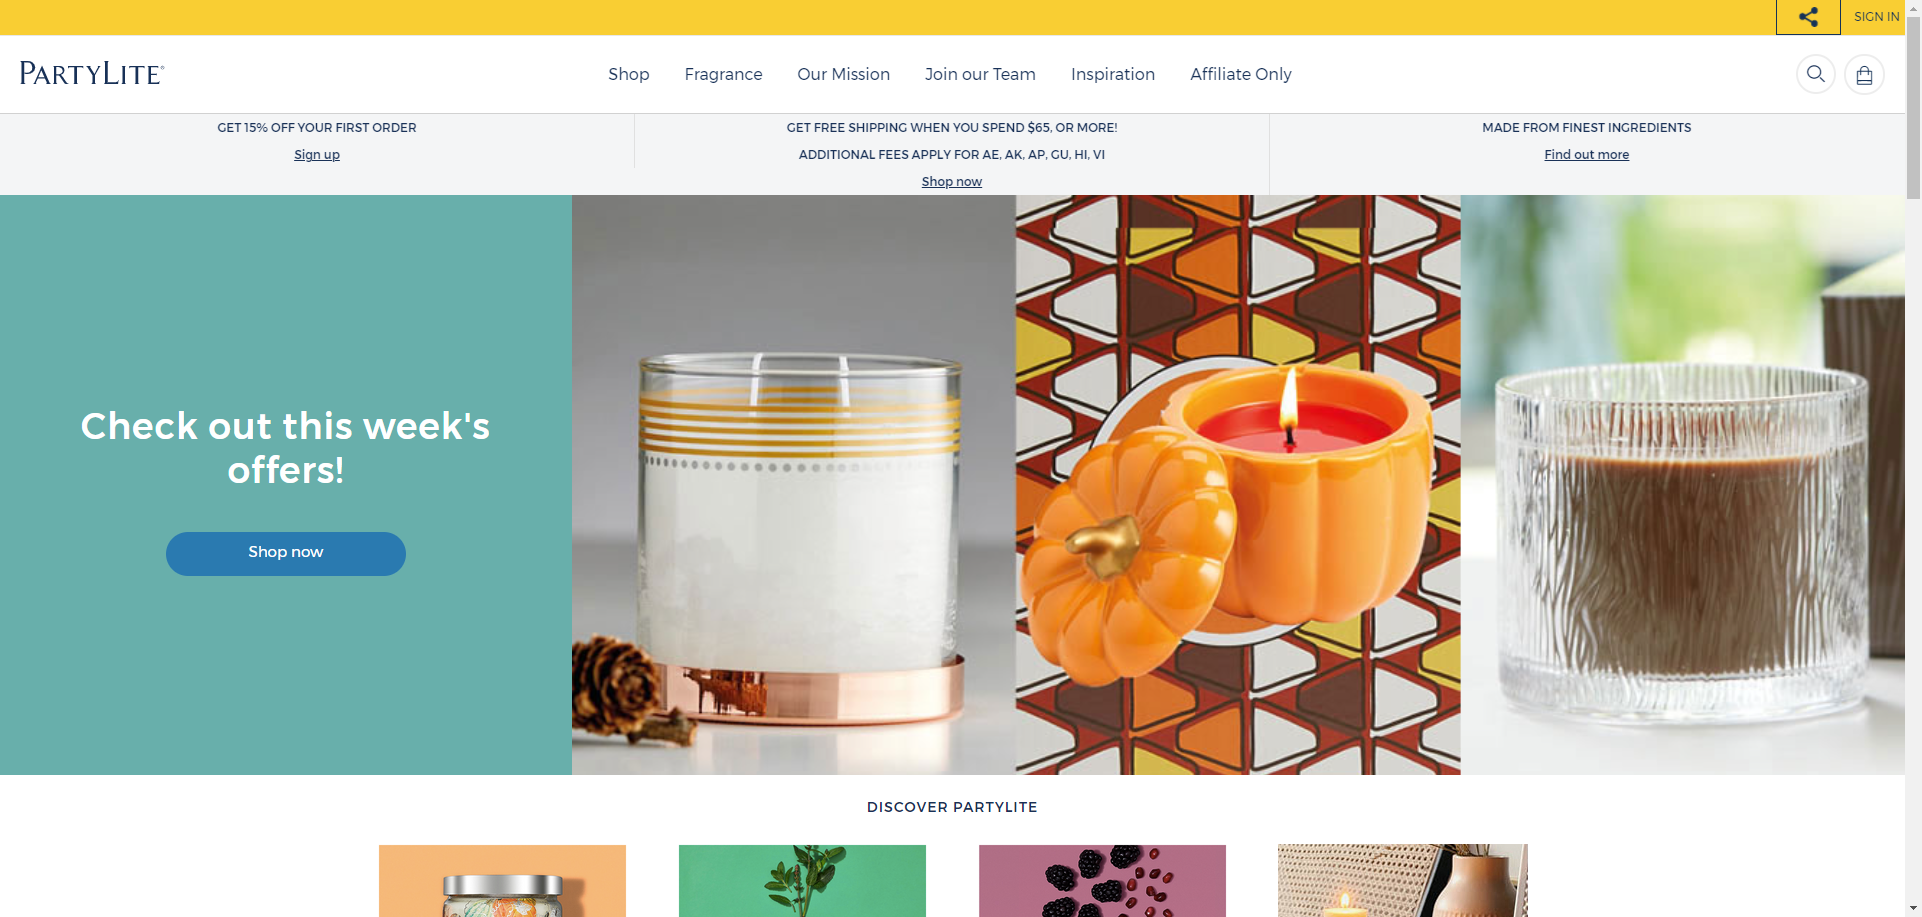 SIGN IN
PARTYLITE®
Shop
Fragrance
Our Mission
Join our Team
Inspiration
Affiliate Only
GET 15% OFF YOUR FIRST ORDER
Sign up
GET FREE SHIPPING WHEN YOU SPEND $65, OR MORE!
ADDITIONAL FEES APPLY FOR AE, AK, AP, GU, HI, VI
Shop now
MADE FROM FINEST INGREDIENTS
Find out more
Check out this week's
offers!
Shop now
DISCOVER PARTYLITE